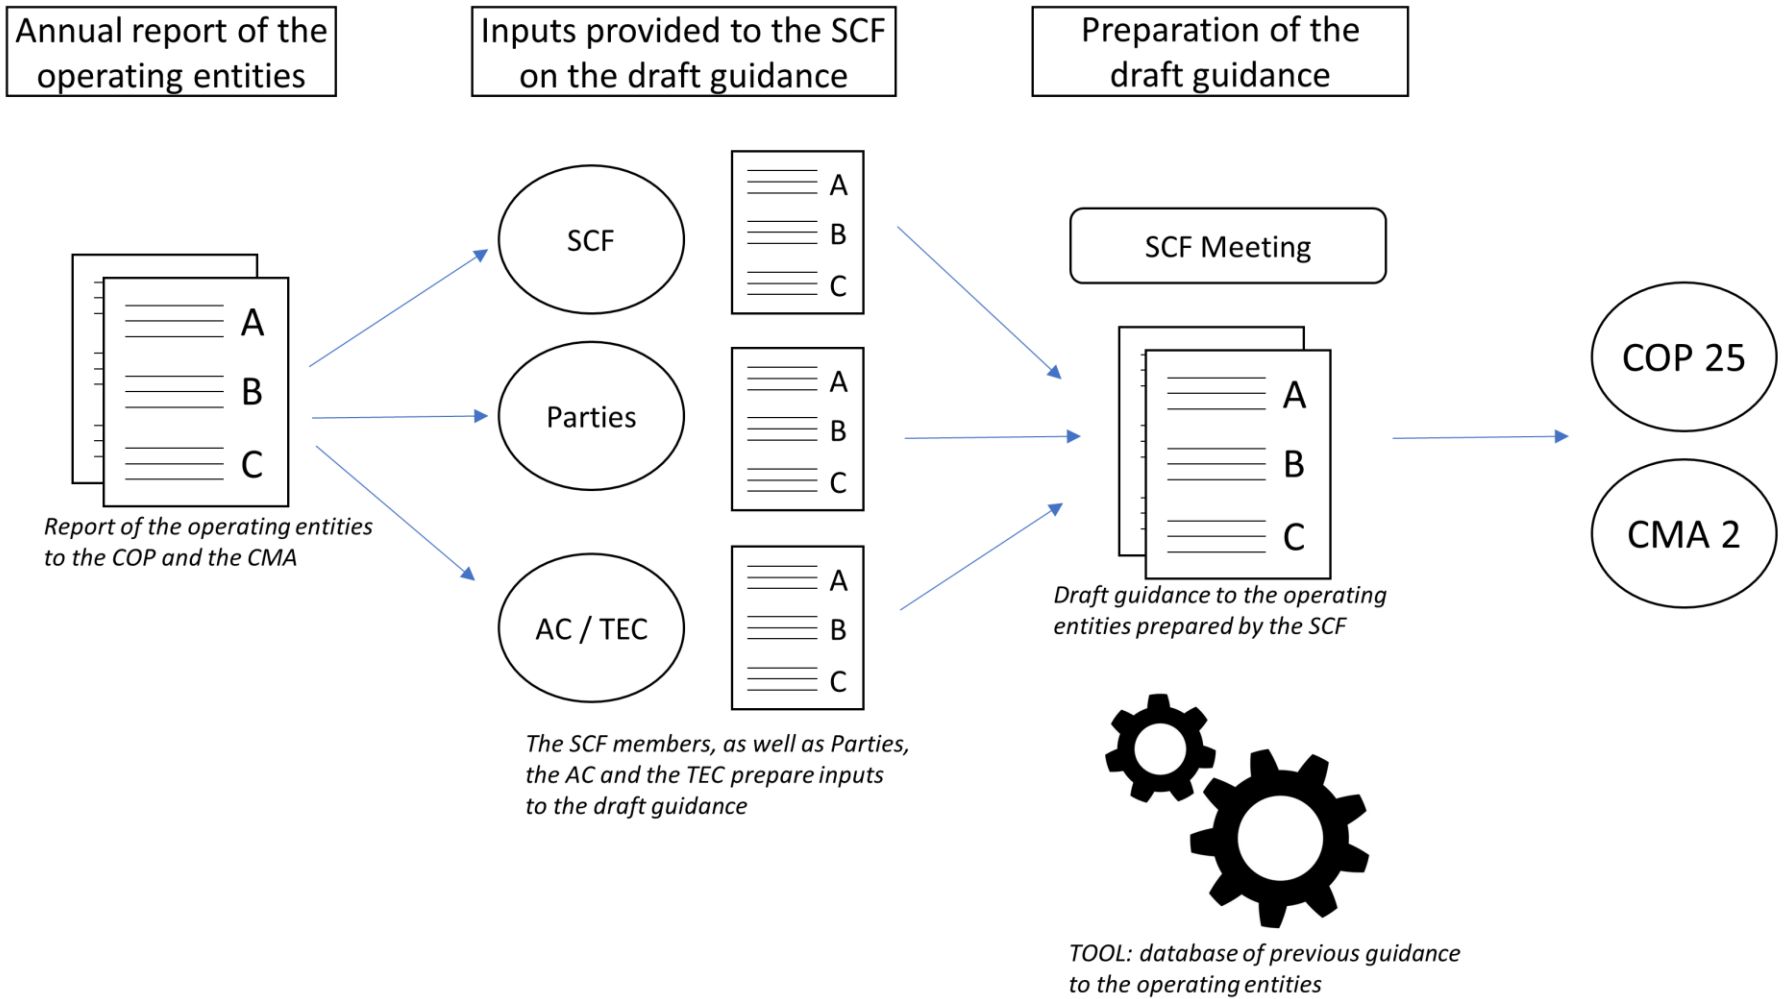 Annual report of the
operating entities
Inputs provided to the SCF
on the draft guidance
Preparation of the
draft guidance
A
B
C
Report of the operating entities
to the COP and the CMA
SCF
A
B
C
Parties
A
B
C
AC / TEC
A
B
C
The SCF members, as well as Parties,
the AC and the TEC prepare inputs
to the draft guidance
SCF Meeting
A
B
C
Draft guidance to the operating
entities prepared by the SCF
TOOL: database of previous guidance
to the operating entities
COP 25
CMA 2